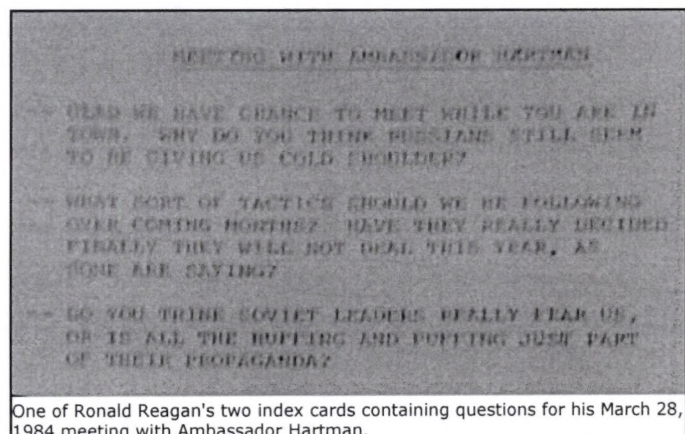 MEETING WITH AMBASSADOR HARTMAN
-- GLAD WE HAVE CHANCE TO MEET WHILE YOU ARE IN
TOWN. WHY DO YOU THINK RUSSIANS STILL SEEM
TO BE GIVING US COLD SHOULDER?
-- WHAT SORT OF TACTICS SHOULD WE BE FOLLOWING
OVER COMING MONTHS? HAVE THEY REALLY DECIDED
FINALLY THEY WILL NOT DEAL THIS YEAR, AS
SOME ARE SAYING?
-- DO YOU THINK SOVIET LEADERS REALLY FEAR US,
OR IS ALL THE HUFFING AND PUFFING JUST PART
OF THEIR PROPAGANDA?
One of Ronald Reagan's two index cards containing questions for his March 28,
1984 meeting with Ambassador Hartman.